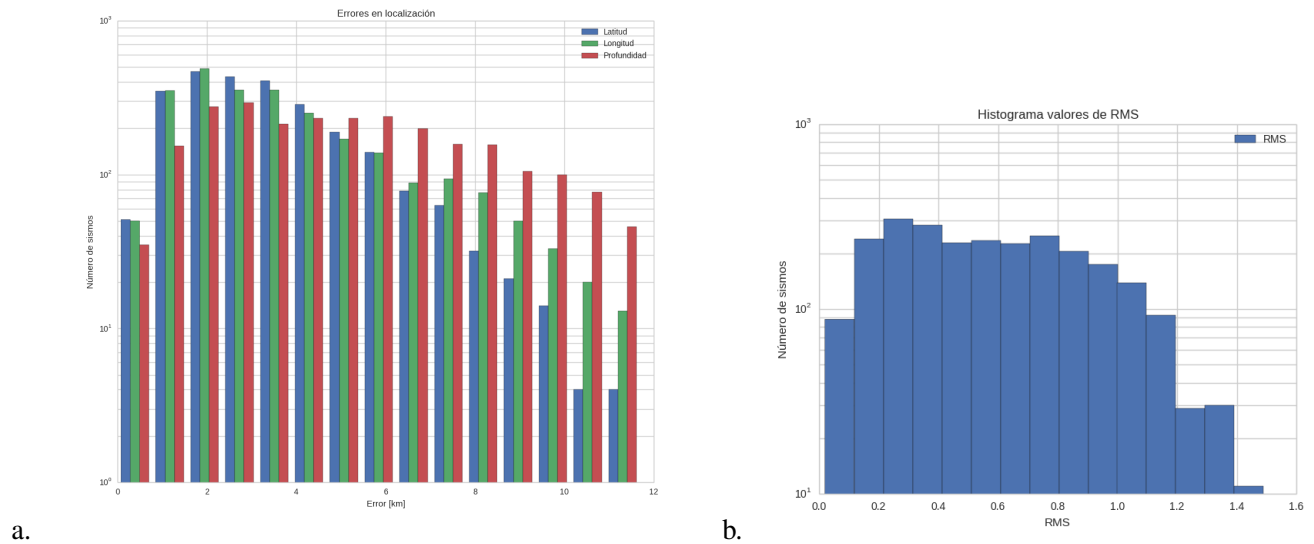 Errores en localización
10³
Latitud
Longitud
Profundidad
10²
10¹
10⁰
Número de sismos
0 2 4 6 8 10 12
Error [km]
a.
Histograma valores de RMS
10³
RMS
10²
10¹
Número de sismos
0.0 0.2 0.4 0.6 0.8 1.0 1.2 1.4 1.6
RMS
b.